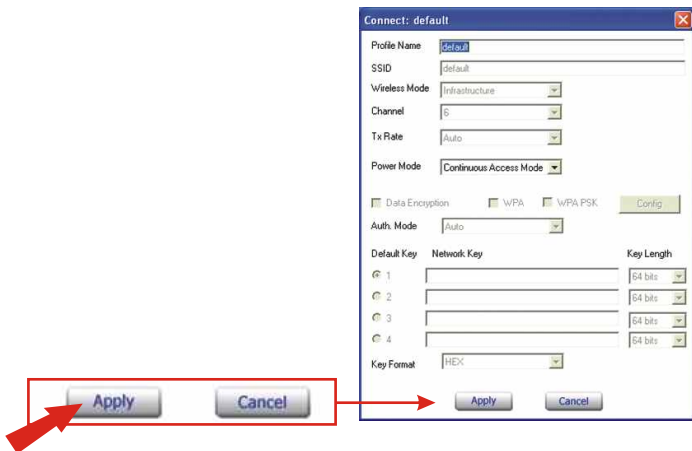 Connect: default
Profile Name default
SSID default
Wireless Mode Infrastructure
Channel 6
Tx Rate Auto
Power Mode Continuous Access Mode
Data Encryption WPA WPA PSK Config
Auth. Mode Auto
Default Key Network Key Key Length
1 64 bits
2 64 bits
3 64 bits
4 64 bits
Key Format HEX
Apply Cancel
Apply Cancel